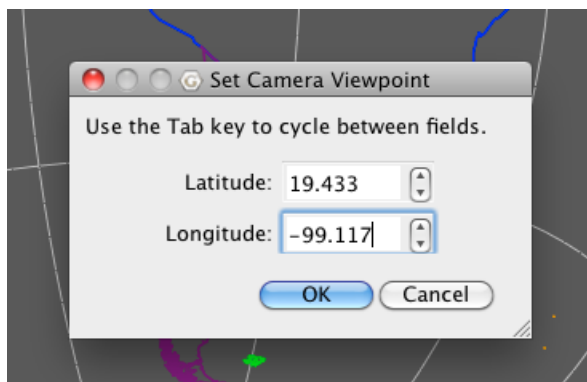 Set Camera Viewpoint
Use the Tab key to cycle between fields.
Latitude: 19.433
Longitude: -99.117
OK Cancel